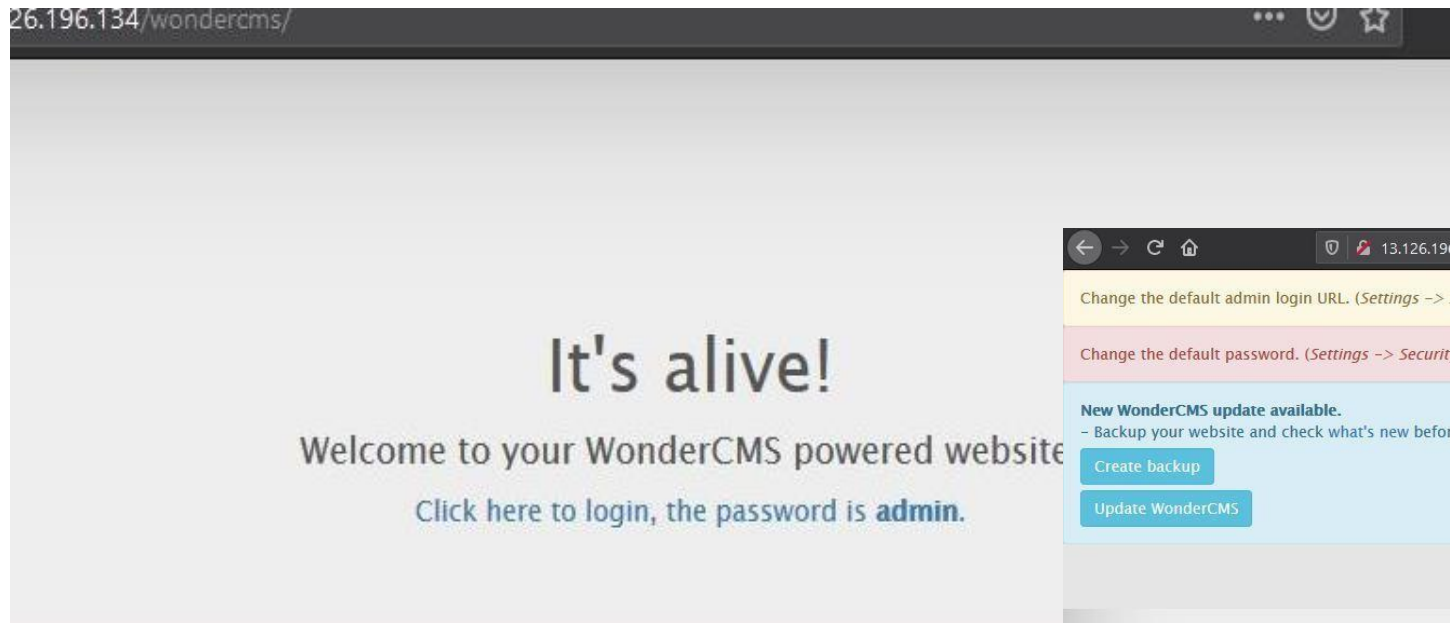 26.196.134/wondercms/
It's alive!
Welcome to your WonderCMS powered website
Click here to login, the password is admin.
13.126.196
Change the default admin login URL. (Settings ->
Change the default password. (Settings -> Securit
New WonderCMS update available.
- Backup your website and check what's new befor
Create backup
Update WonderCMS